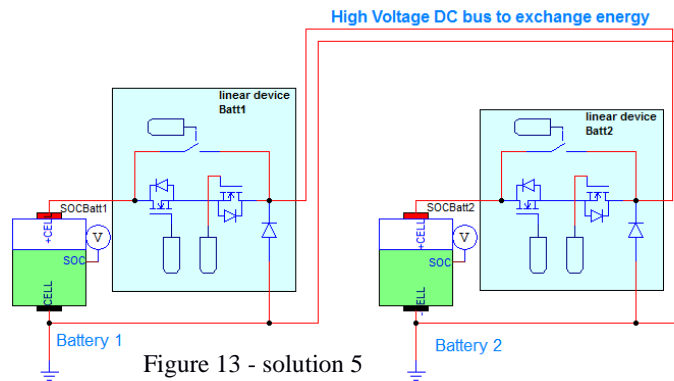 High Voltage DC bus to exchange energy
linear device
Batt1
linear device
Batt2
SOCBatt1
+CELL
V
SOC
-CELL
SOCBatt2
+CELL
V
SOC
-CELL
Battery 1
Battery 2
Figure 13 - solution 5